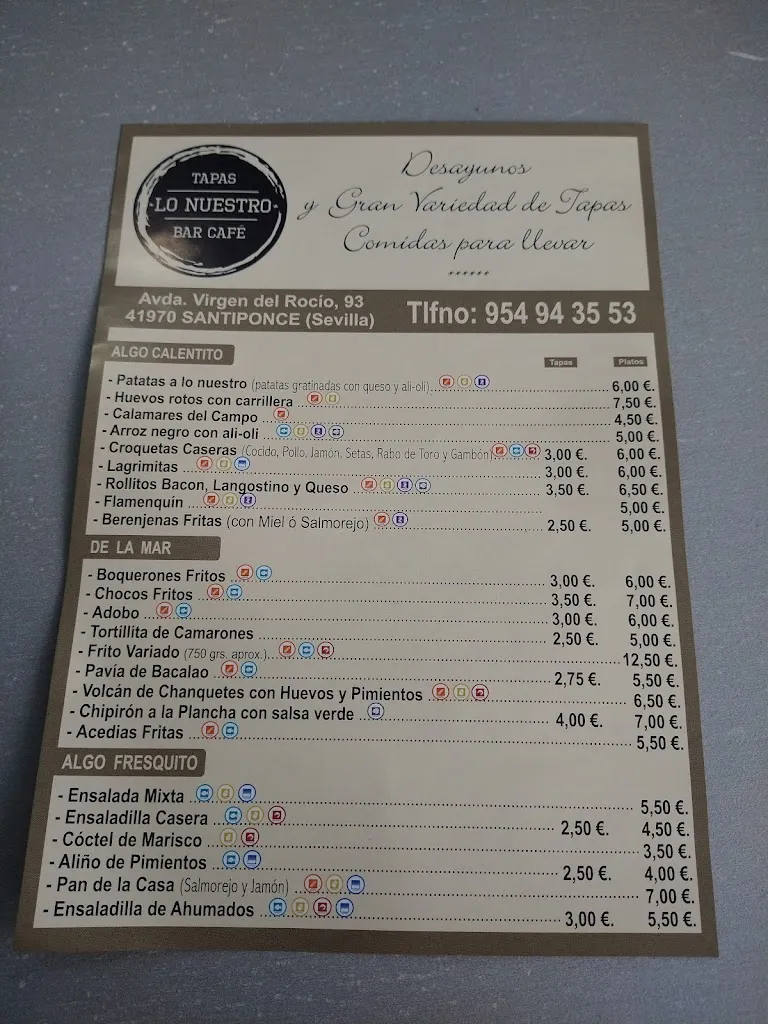 TAPAS
LO NUESTRO
BAR CAFÉ
Desayunos
y Gran Variedad de Tapas
Comidas para llevar
Avda. Virgen del Rocío, 93
41970 SANTIPONCE (Sevilla)
Tlfno: 954 94 35 53
ALGO CALENTITO
Tapas Platos
- Patatas a lo nuestro (patatas gratinadas con queso y ali-oli) 6,00 €.
- Huevos rotos con carrillera 7,50 €.
- Calamares del Campo 4,50 €.
- Arroz negro con ali-oli 5,00 €.
- Croquetas Caseras (Cocido, Pollo, Jamón, Setas, Rabo de Toro y Gambón) 3,00 €. 6,00 €.
- Lagrimitas 3,00 €. 6,00 €.
- Rollitos Bacon, Langostino y Queso 3,50 €. 6,50 €.
- Flamenquín 5,00 €.
- Berenjenas Fritas (con Miel ó Salmorejo) 2,50 €. 5,00 €.
DE LA MAR
- Boquerones Fritos 3,00 €. 6,00 €.
- Chocos Fritos 3,50 €. 7,00 €.
- Adobo 3,00 €. 6,00 €.
- Tortillita de Camarones 2,50 €. 5,00 €.
- Frito Variado (750 grs. aprox.) 12,50 €.
- Pavía de Bacalao 2,75 €. 5,50 €.
- Volcán de Chanquetes con Huevos y Pimientos 6,50 €.
- Chipirón a la Plancha con salsa verde 4,00 €. 7,00 €.
- Acedias Fritas 5,50 €.
ALGO FRESQUITO
- Ensalada Mixta 5,50 €.
- Ensaladilla Casera 2,50 €. 4,50 €.
- Cóctel de Marisco 3,50 €.
- Aliño de Pimientos 2,50 €. 4,00 €.
- Pan de la Casa (Salmorejo y Jamón) 7,00 €.
- Ensaladilla de Ahumados 3,00 €. 5,50 €.